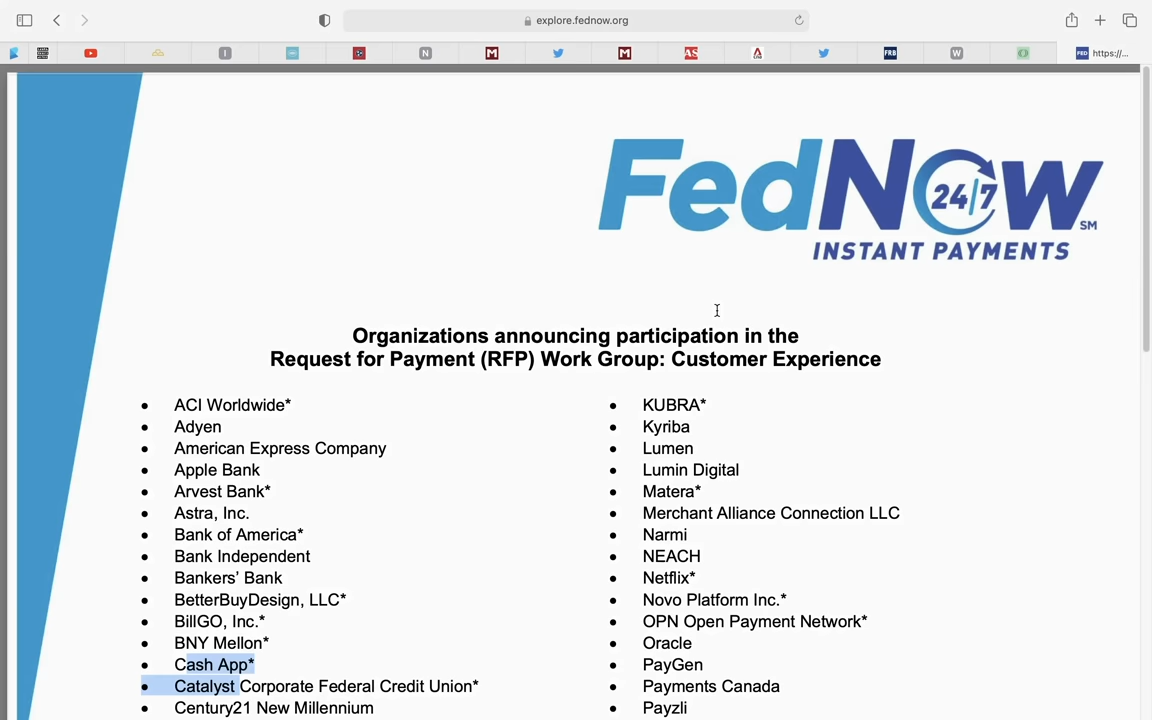 explore.fednow.org
I
N
M
M
AS
FRB
W
FED https://...
FedNow
24/7
SM
INSTANT PAYMENTS
Organizations announcing participation in the
Request for Payment (RFP) Work Group: Customer Experience
• ACI Worldwide*
• Adyen
• American Express Company
• Apple Bank
• Arvest Bank*
• Astra, Inc.
• Bank of America*
• Bank Independent
• Bankers’ Bank
• BetterBuyDesign, LLC*
• BillGO, Inc.*
• BNY Mellon*
• Cash App*
• Catalyst Corporate Federal Credit Union*
• Century21 New Millennium
• KUBRA*
• Kyriba
• Lumen
• Lumin Digital
• Matera*
• Merchant Alliance Connection LLC
• Narmi
• NEACH
• Netflix*
• Novo Platform Inc.*
• OPN Open Payment Network*
• Oracle
• PayGen
• Payments Canada
• Payzli